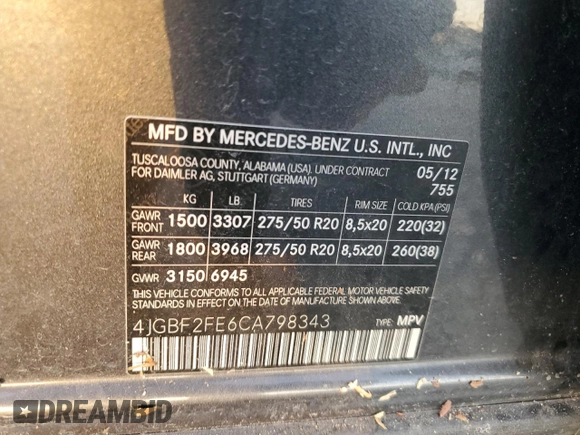 MFD BY MERCEDES-BENZ U.S. INTL., INC
TUSCALOOSA COUNTY, ALABAMA (USA). UNDER CONTRACT 05/12
FOR DAIMLER AG, STUTTGART (GERMANY) 755
KG LB. TIRES RIM SIZE COLD KPA (PSI)
GAWR FRONT 1500 3307 275/50 R20 8,5x20 220(32)
GAWR REAR 1800 3968 275/50 R20 8,5x20 260(38)
GVWR 3150 6945
THIS VEHICLE CONFORMS TO ALL APPLICABLE FEDERAL MOTOR VEHICLE SAFETY
STANDARDS IN EFFECT ON THE DATE OF MANUFACTURE SHOWN ABOVE.
4JGBF2FE6CA798343 TYPE: MPV
DREAMBID